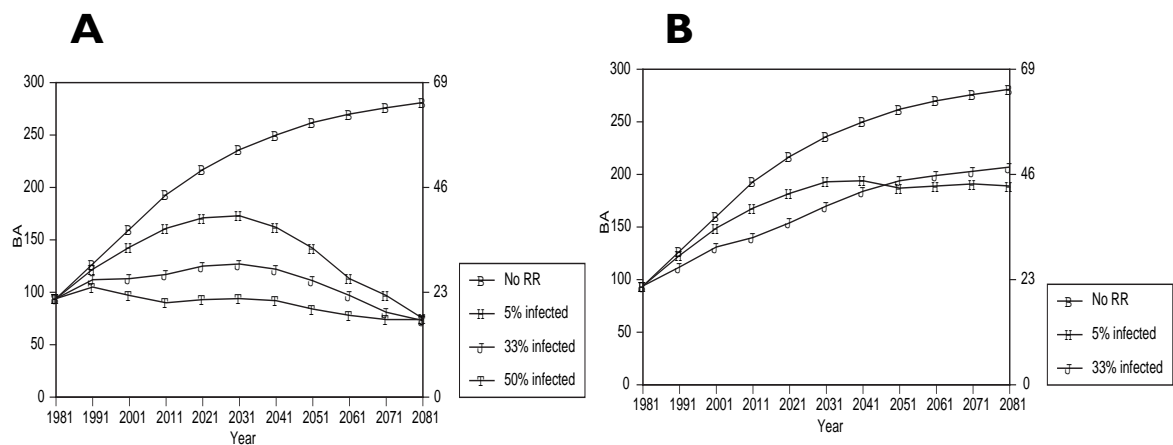 A
300
250
200
150
100
50
0
BA
69
46
23
0
1981 1991 2001 2011 2021 2031 2041 2051 2061 2071 2081
Year
B No RR
H 5% infected
J 33% infected
T 50% infected
B
300
250
200
150
100
50
0
BA
69
46
23
0
1981 1991 2001 2011 2021 2031 2041 2051 2061 2071 2081
Year
B No RR
H 5% infected
J 33% infected